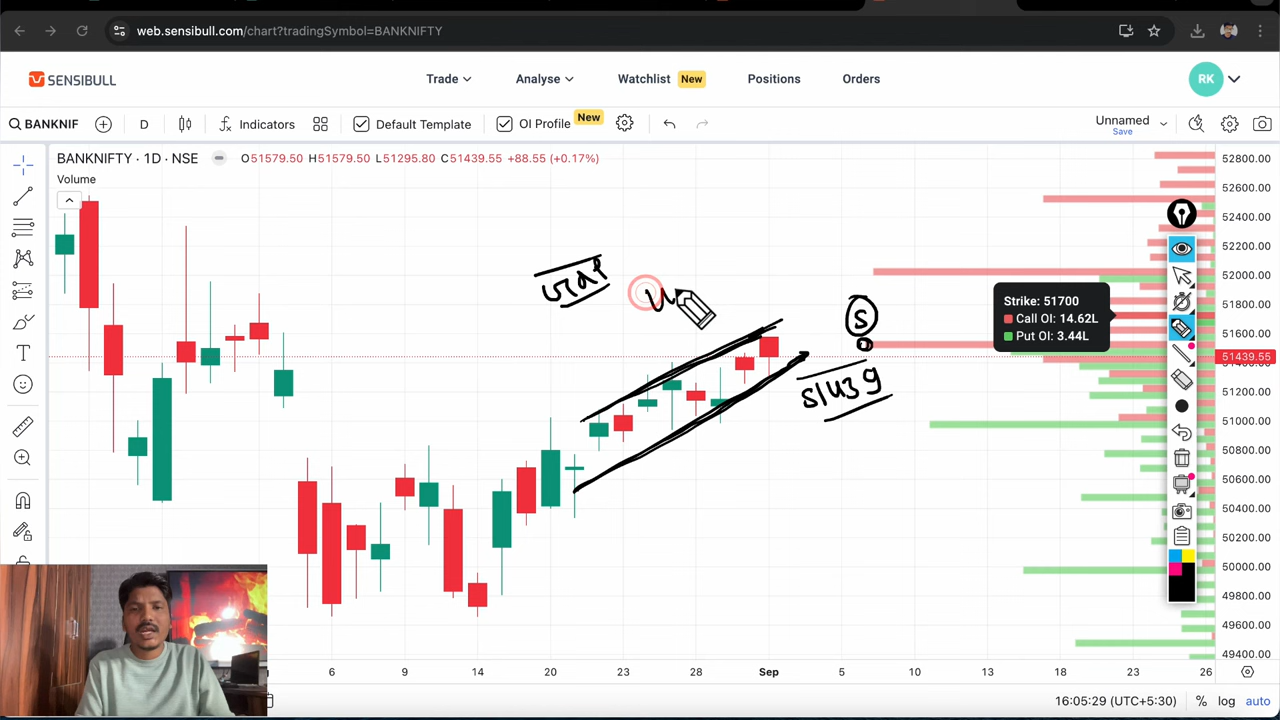 web.sensibull.com/chart?tradingSymbol=BANKNIFTY
SENSIBULL
Trade
Analyse
Watchlist New
Positions
Orders
RK
BANKNIF
D
Indicators
Default Template
OI Profile New
Unnamed
Save
BANKNIFTY · 1D · NSE O51579.50 H51579.50 L51295.80 C51439.55 +88.55 (+0.17%)
Volume
52800.00
52600.00
52400.00
52200.00
52000.00
51800.00
51600.00
51439.55
51200.00
51000.00
50800.00
50600.00
50400.00
50200.00
50000.00
49800.00
49600.00
49400.00
S
Strike: 51700
Call OI: 14.62L
Put OI: 3.44L
6 9 14 20 23 28 Sep 5 10 13 18 23 26
16:05:29 (UTC+5:30) % log auto